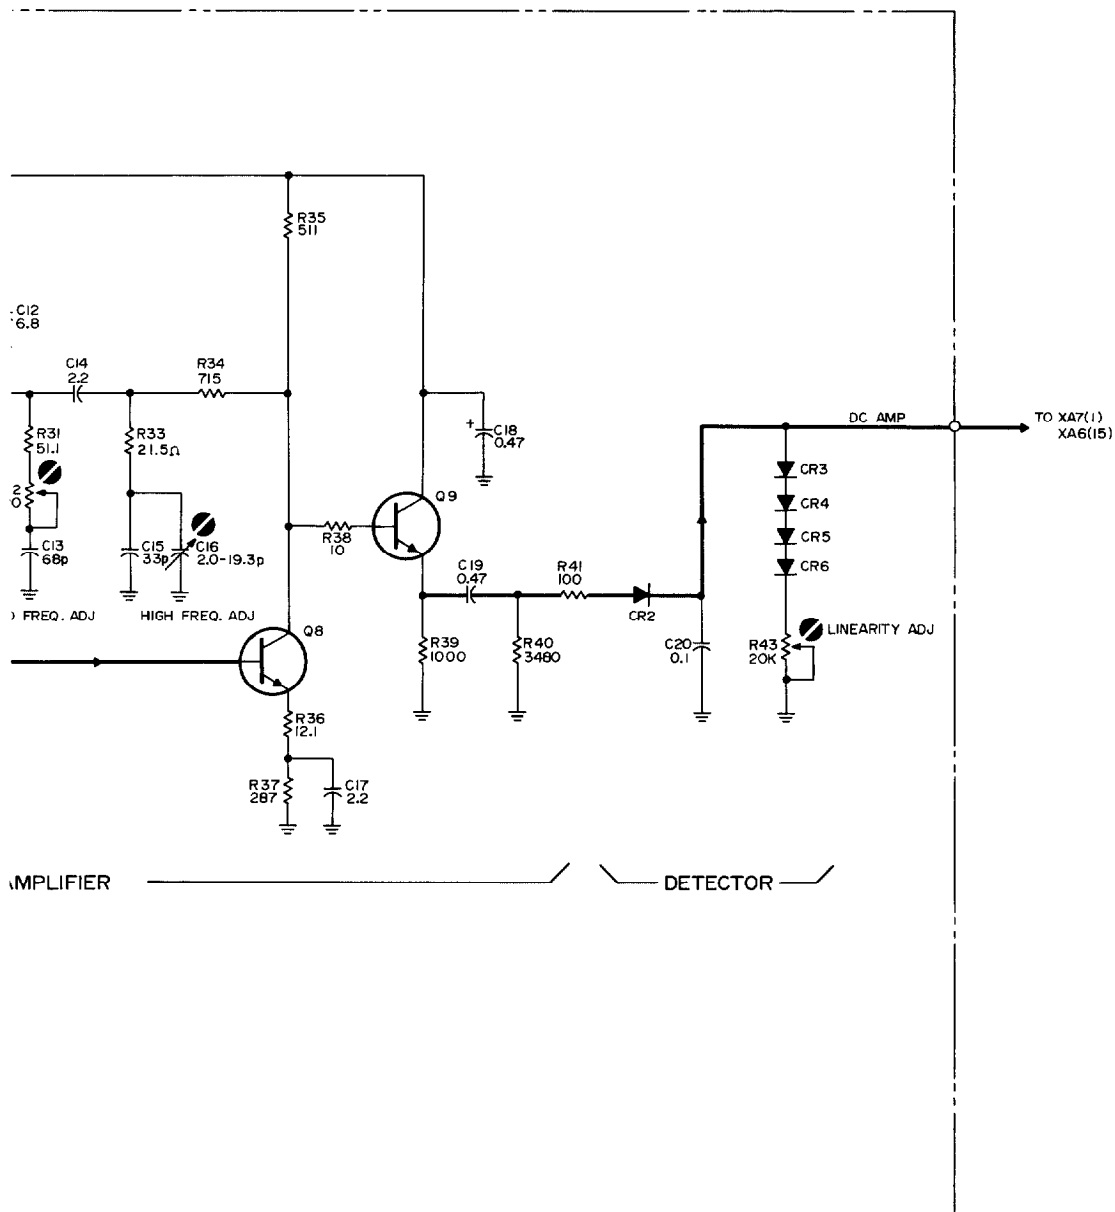 R35
511
C12
6.8
C14
2.2
R34
715
R31
51.1
R33
21.5Ω
+
C18
0.47
DC AMP
TO XA7(1)
XA6(15)
CR3
CR4
CR5
CR6
Q9
R38
10
2
0
C13
68p
C15
33p
C16
2.0-19.3p
FREQ. ADJ
HIGH FREQ. ADJ
C19
0.47
R41
100
CR2
Q8
R39
1000
R40
3480
C20
0.1
R43
20K
LINEARITY ADJ
R36
12.1
R37
287
C17
2.2
MPLIFIER
DETECTOR